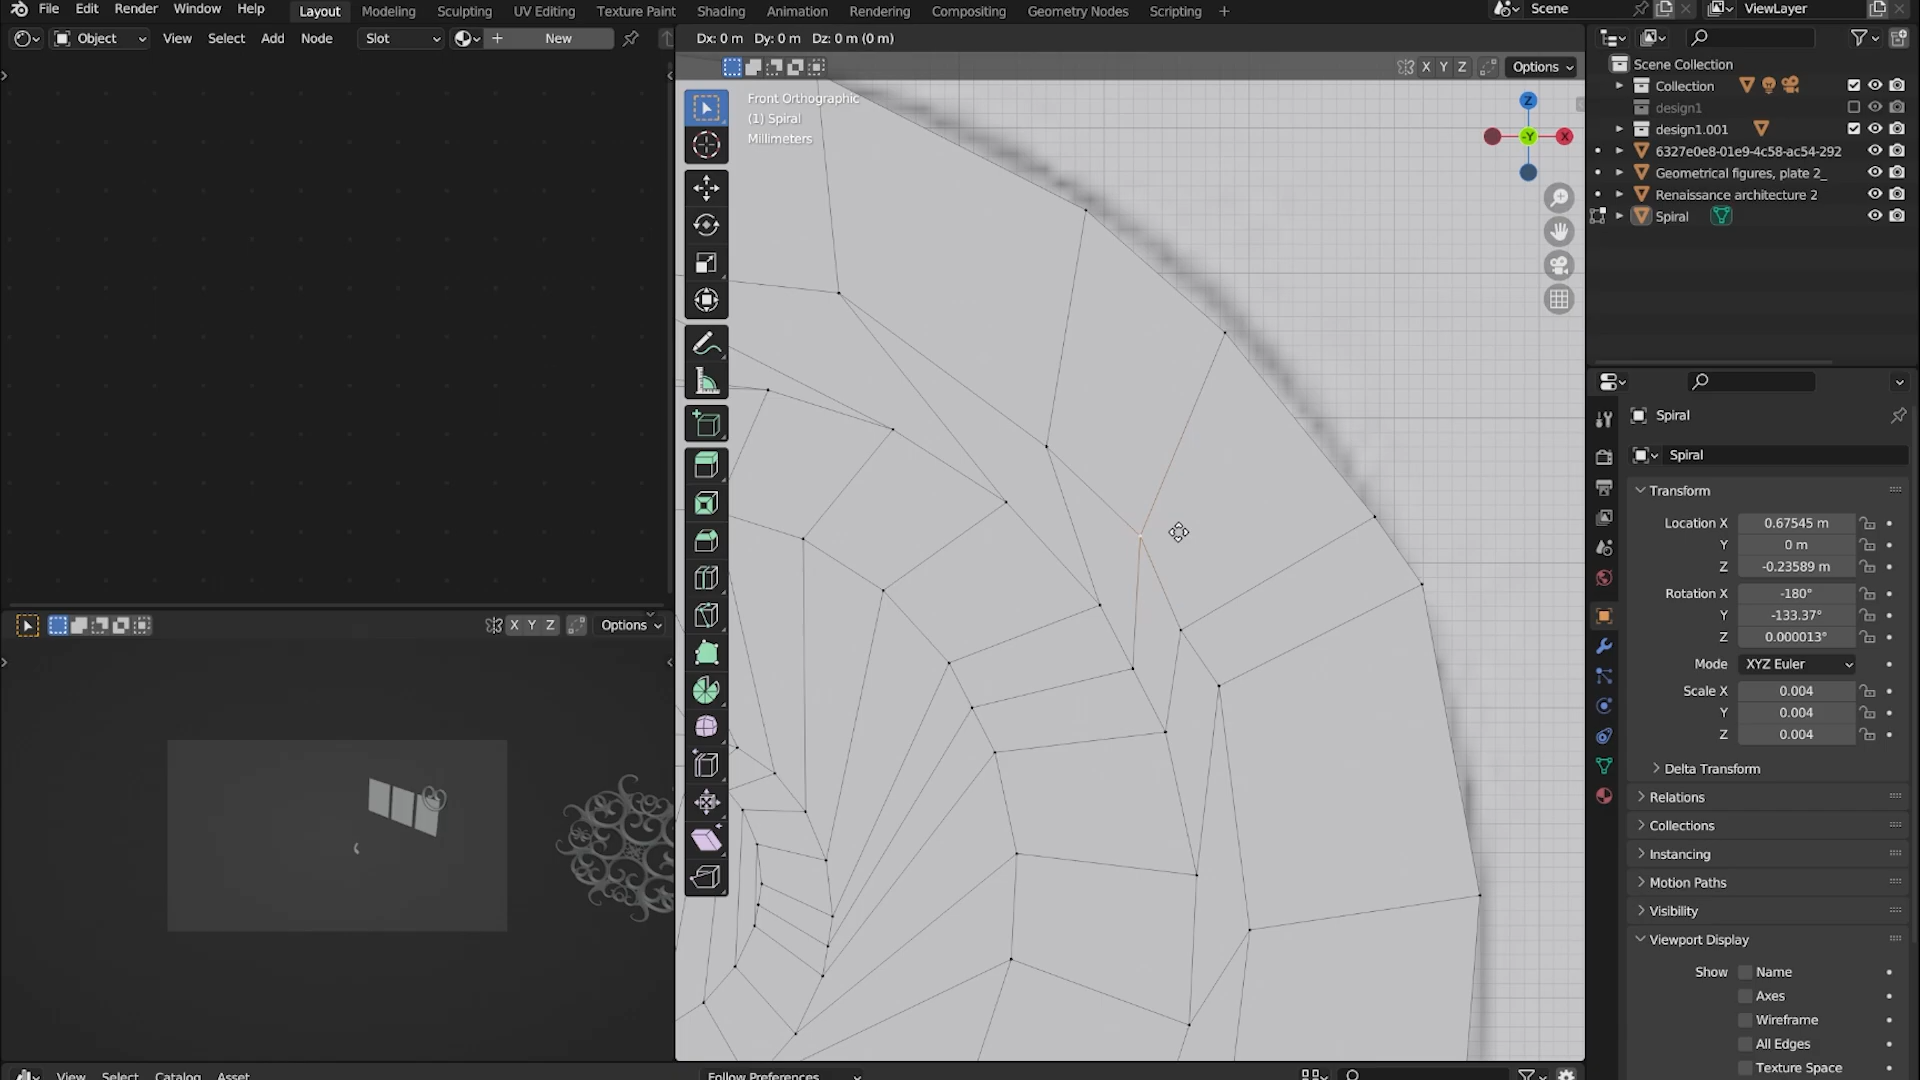 File Edit Render Window Help Layout Modeling Sculpting UV Editing Texture Paint Shading Animation Rendering Compositing Geometry Nodes Scripting + Scene ViewLayer
Object View Select Add Node Slot New
Dx: 0 m Dy: 0 m Dz: 0 m (0 m)
X Y Z Options
Front Orthographic
(1) Spiral
Millimeters
Z
-Y
X
Scene Collection
Collection
design1
design1.001
6327e0e8-01e9-4c58-ac54-292
Geometrical figures, plate 2_
Renaissance architecture 2
Spiral
Spiral
Spiral
Transform
Location X 0.67545 m
Y 0 m
Z -0.23589 m
Rotation X -180°
Y -133.37°
Z 0.000013°
Mode XYZ Euler
Scale X 0.004
Y 0.004
Z 0.004
Delta Transform
Relations
Collections
Instancing
Motion Paths
Visibility
Viewport Display
Show Name
Axes
Wireframe
All Edges
Texture Space
X Y Z Options
View Select Catalog Asset
Follow Preferences